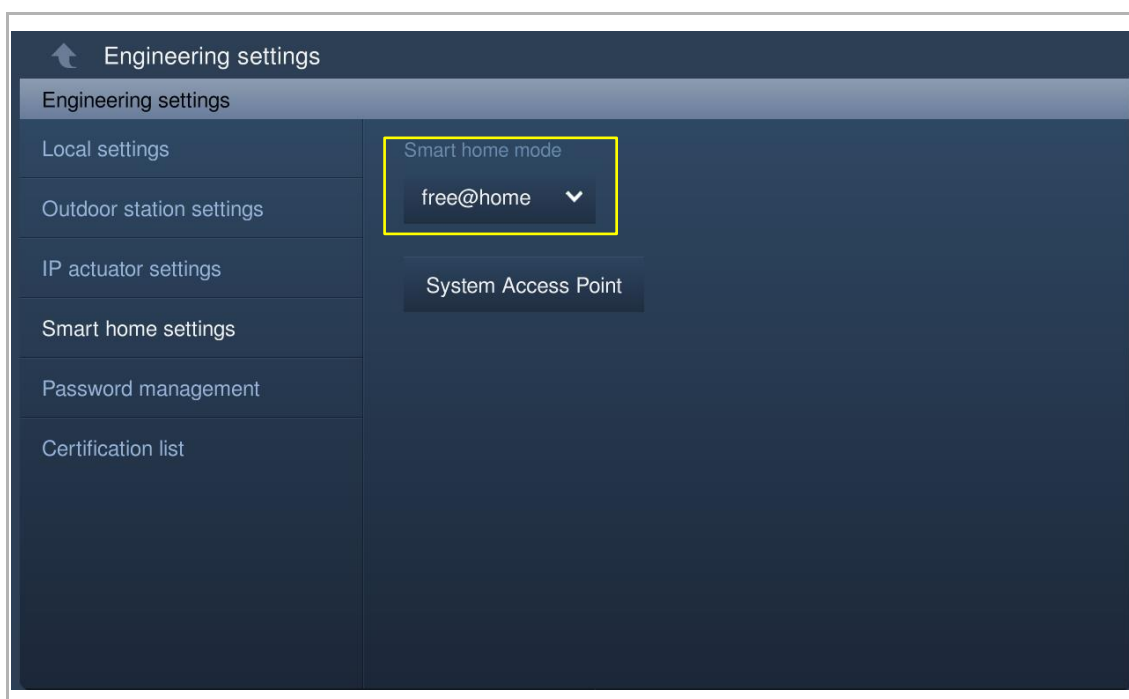 Engineering settings
Engineering settings
Local settings
Outdoor station settings
IP actuator settings
Smart home settings
Password management
Certification list
Smart home mode
free@home
System Access Point